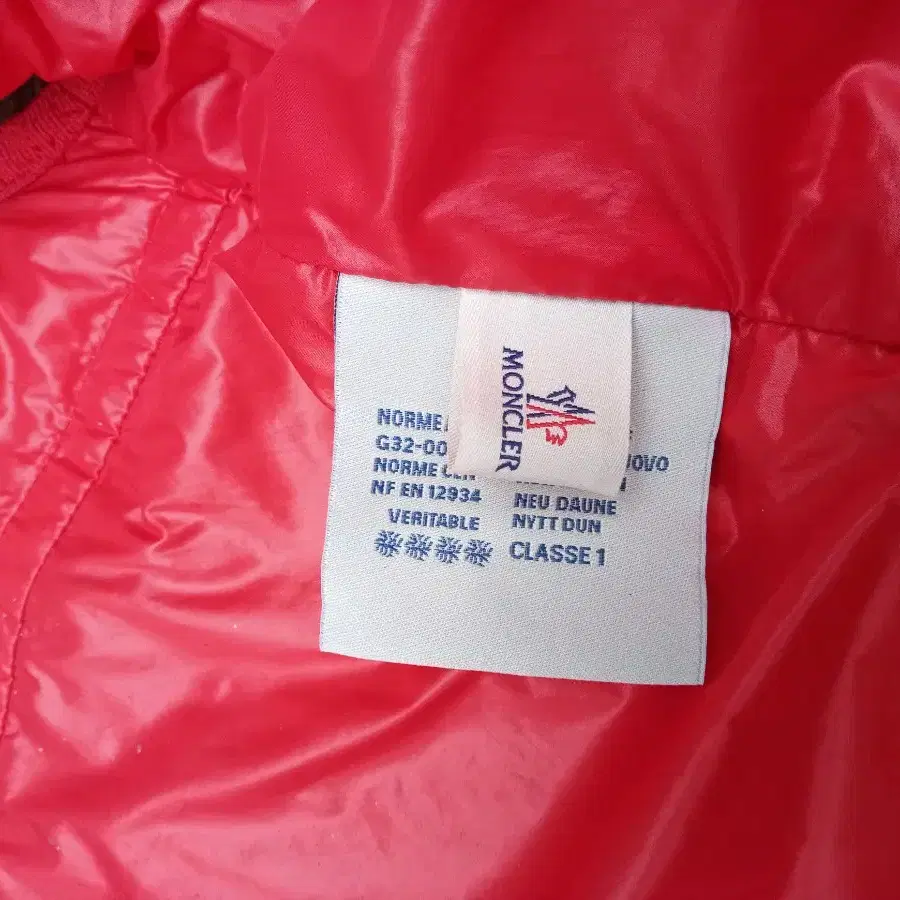 MONCLER
NORME
G32-00
NORME CEN
NF EN 12934
VERITABLE
NEU DAUNE
NYTT DUN
CLASSE 1